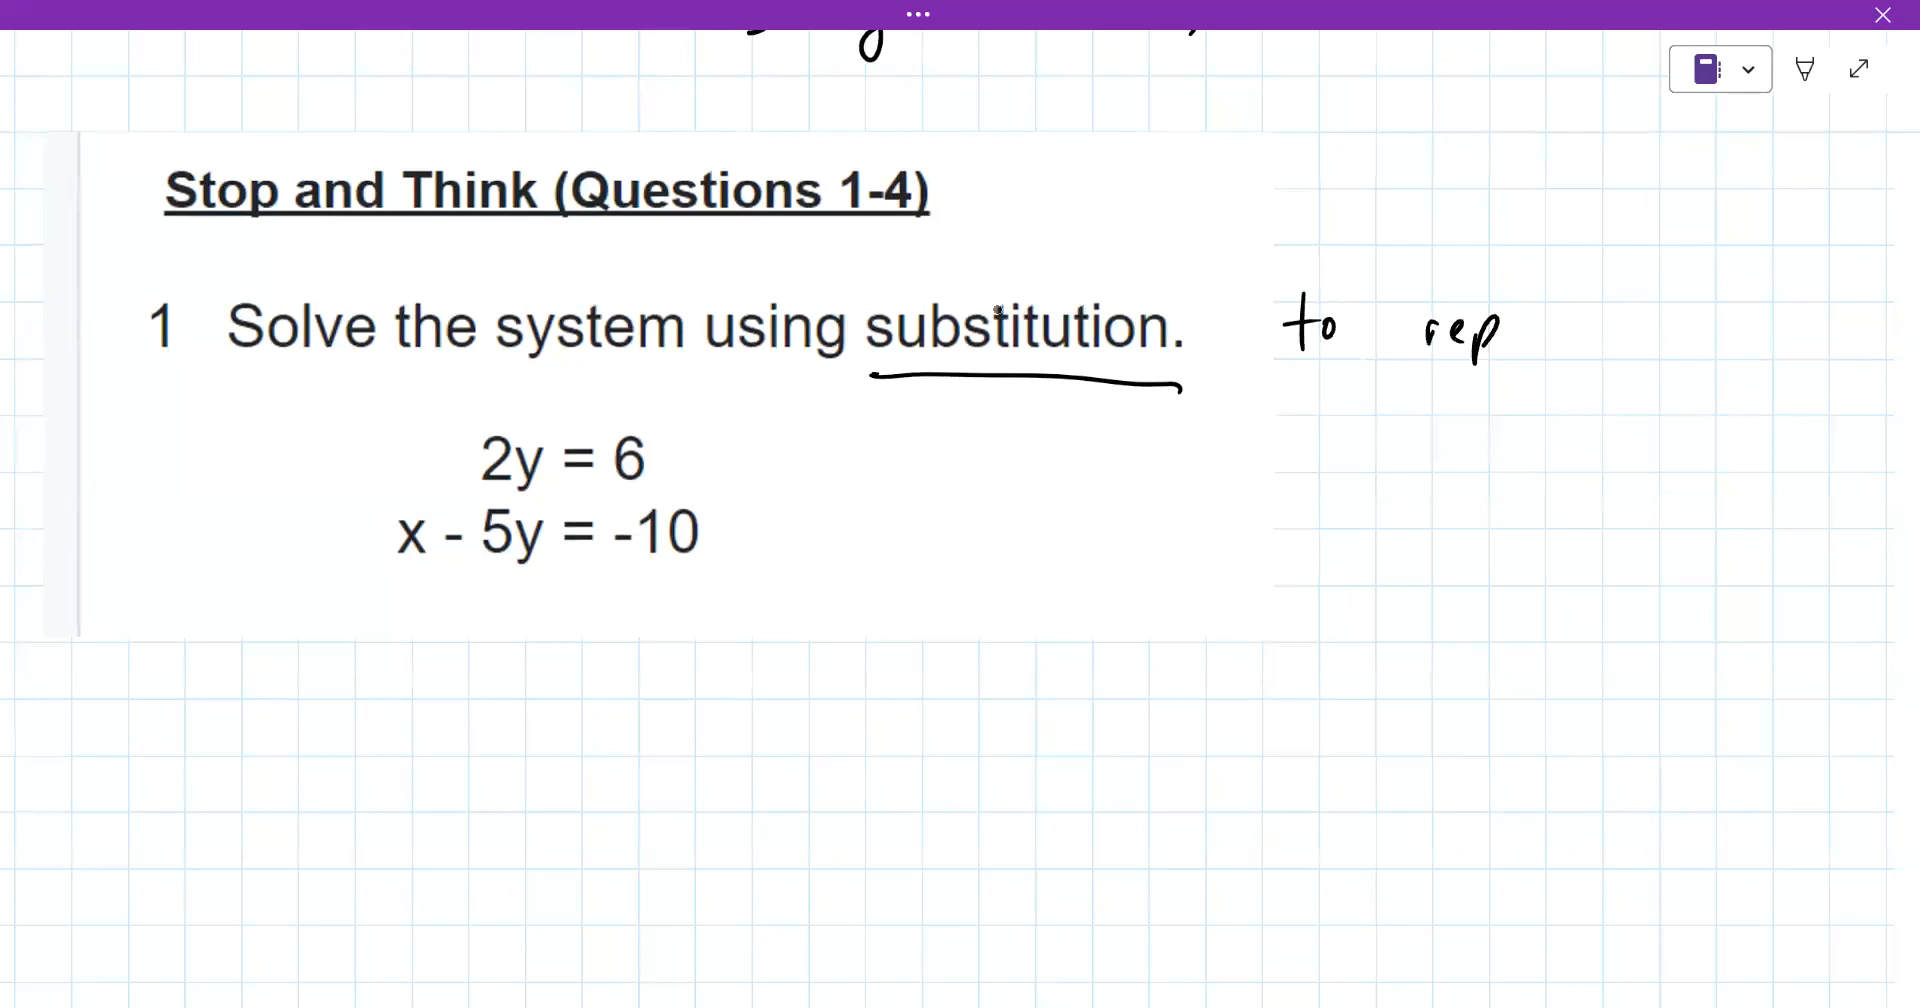 Stop and Think (Questions 1-4)
1 Solve the system using substitution. to rep
2y = 6
x - 5y = -10